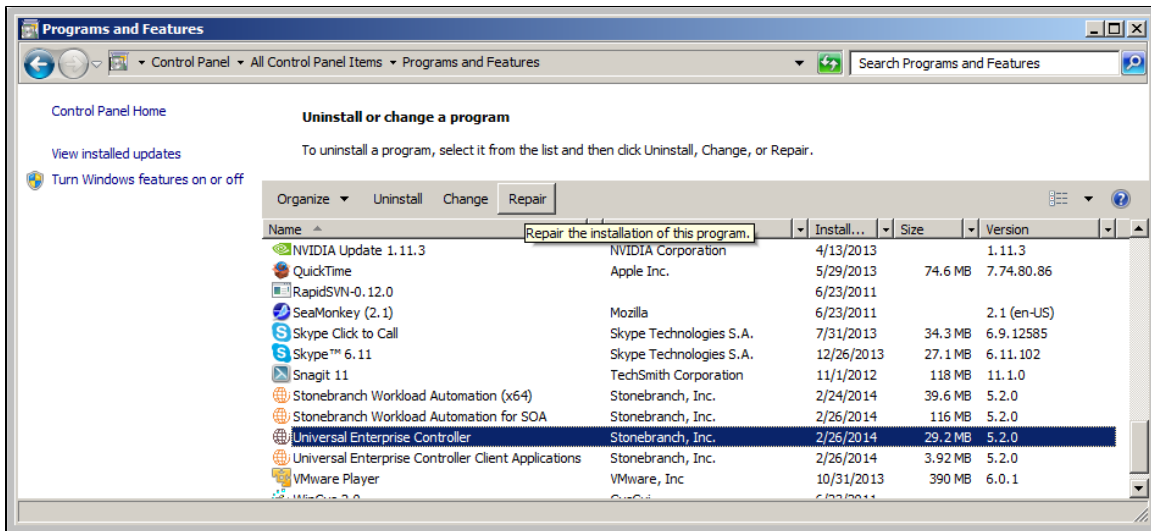 Programs and Features
Control Panel All Control Panel Items Programs and Features Search Programs and Features
Control Panel Home
View installed updates
Turn Windows features on or off
Uninstall or change a program
To uninstall a program, select it from the list and then click Uninstall, Change, or Repair.
Organize Uninstall Change Repair
Repair the installation of this program.
Name Install... Size Version
NVIDIA Update 1.11.3 NVIDIA Corporation 4/13/2013 1.11.3
QuickTime Apple Inc. 5/29/2013 74.6 MB 7.74.80.86
RapidSVN-0.12.0 6/23/2011
SeaMonkey (2.1) Mozilla 6/23/2011 2.1 (en-US)
Skype Click to Call Skype Technologies S.A. 7/31/2013 34.3 MB 6.9.12585
Skype™ 6.11 Skype Technologies S.A. 12/26/2013 27.1 MB 6.11.102
Snagit 11 TechSmith Corporation 11/1/2012 118 MB 11.1.0
Stonebranch Workload Automation (x64) Stonebranch, Inc. 2/24/2014 39.6 MB 5.2.0
Stonebranch Workload Automation for SOA Stonebranch, Inc. 2/26/2014 116 MB 5.2.0
Universal Enterprise Controller Stonebranch, Inc. 2/26/2014 29.2 MB 5.2.0
Universal Enterprise Controller Client Applications Stonebranch, Inc. 2/26/2014 3.92 MB 5.2.0
VMware Player VMware, Inc 10/31/2013 390 MB 6.0.1